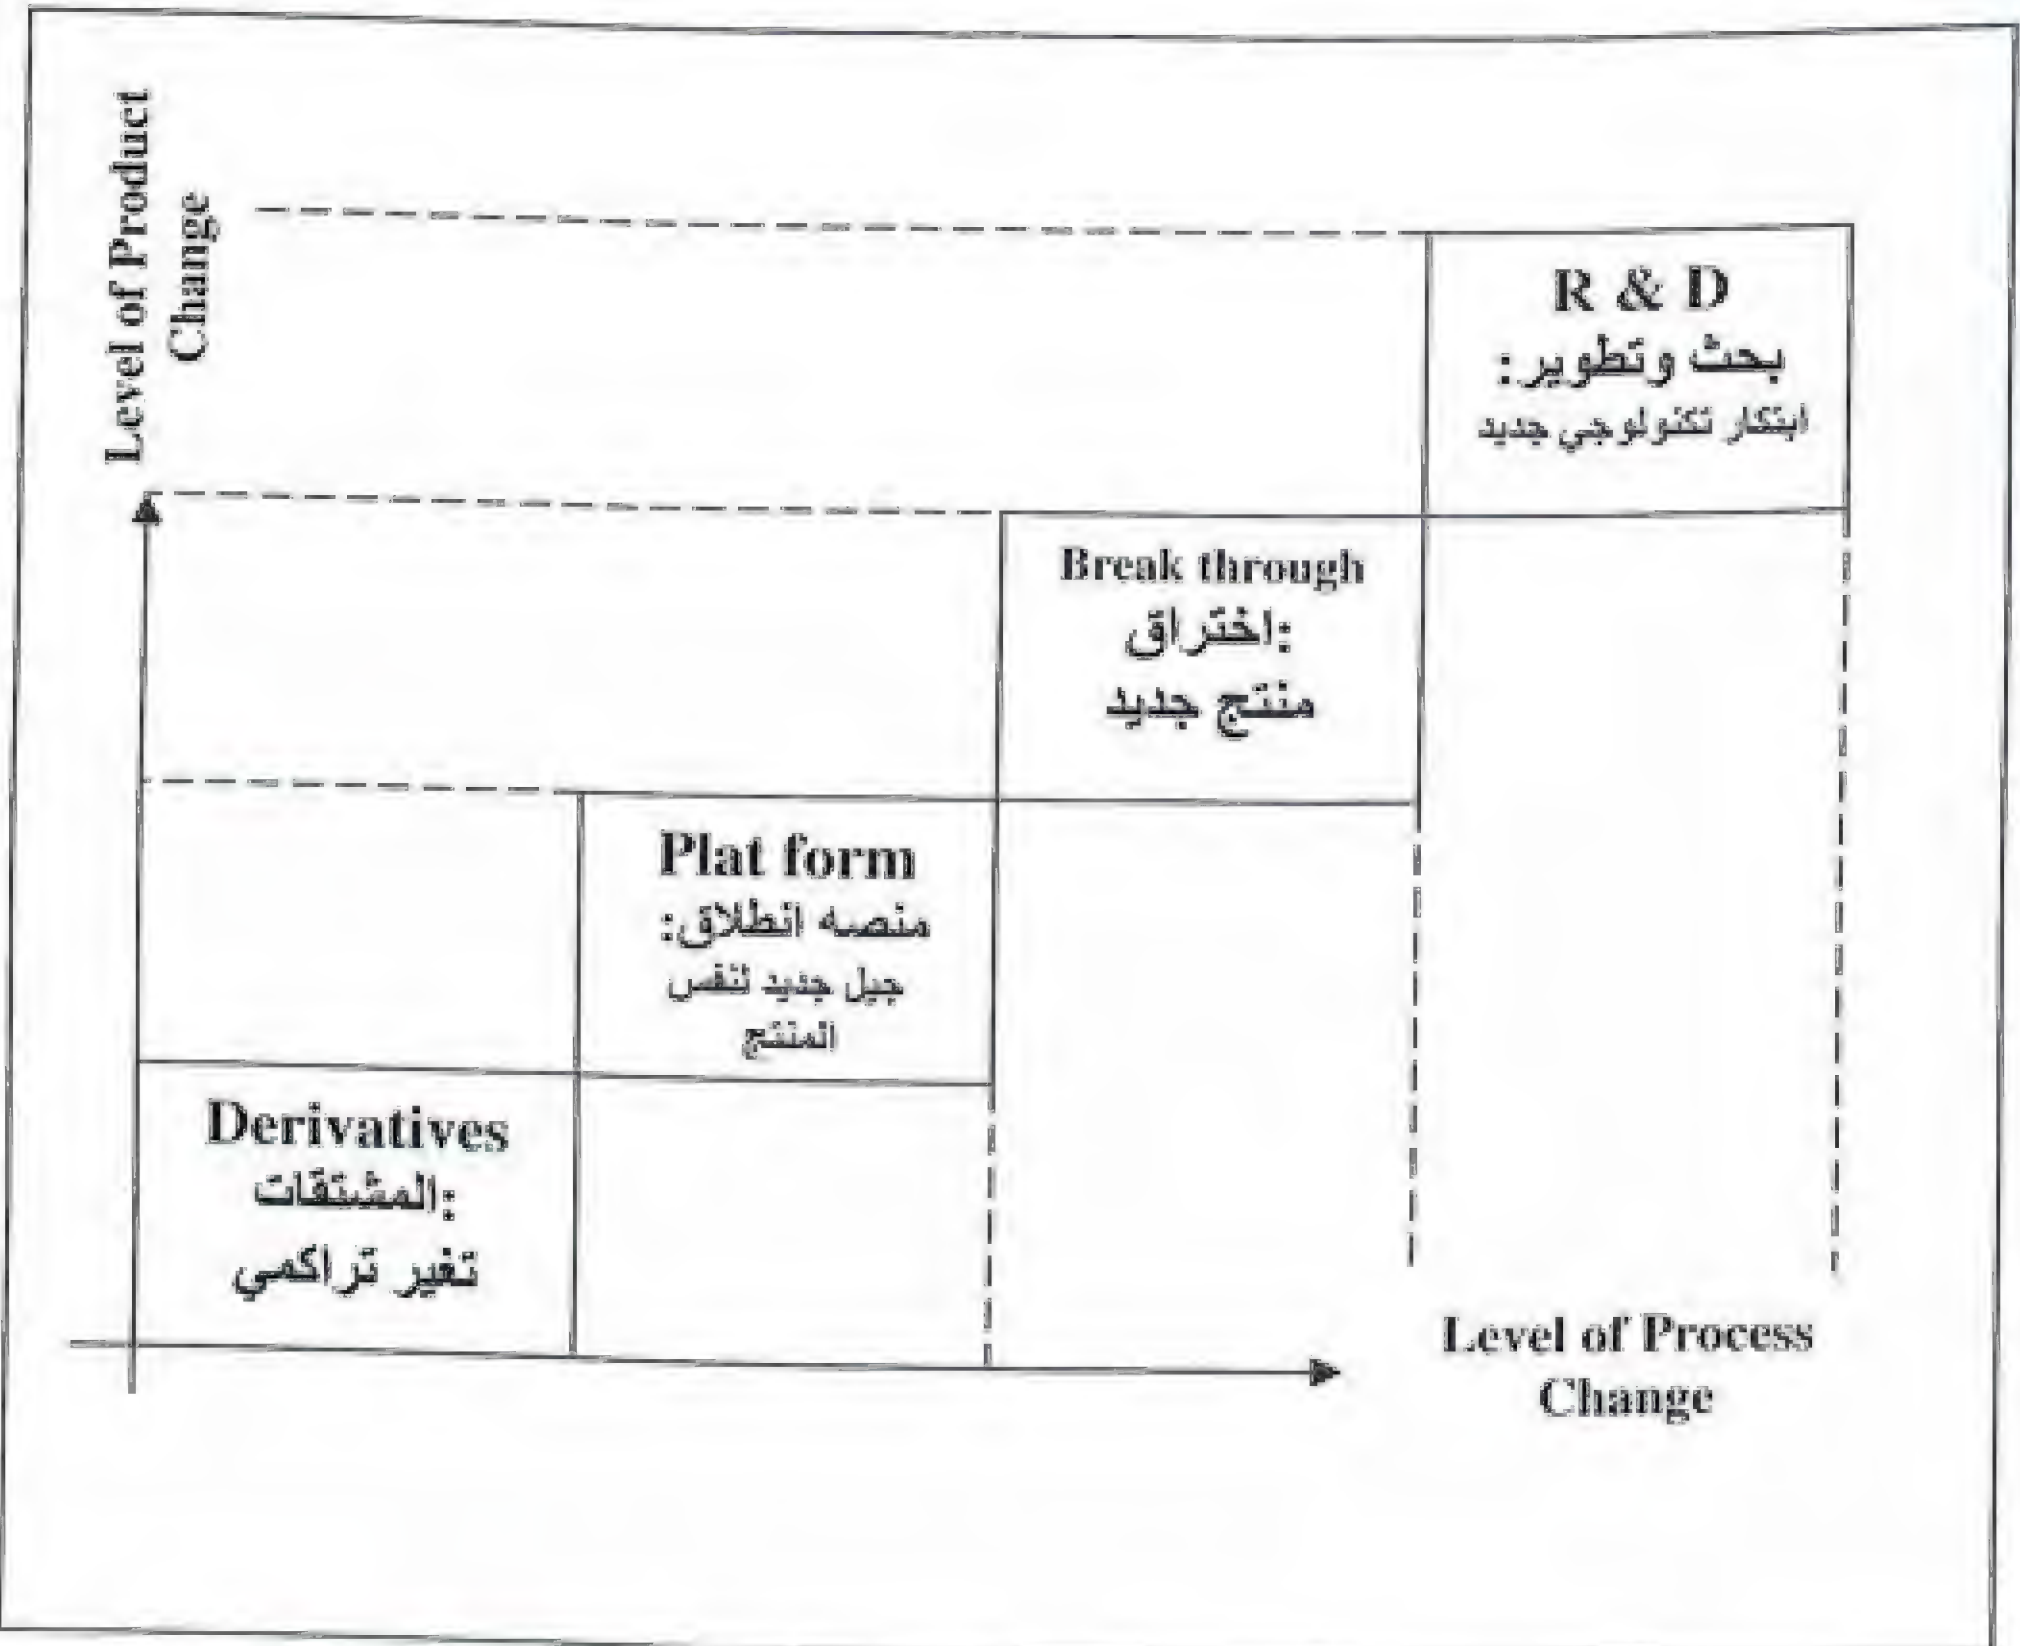 Level of Product
Change
R & D
بحث وتطوير:
ابتكار تكنولوجي جديد
Break through
اختراق:
منتج جديد
Plat form
منصه انطلاق:
جيل جديد لنفس
المنتج
Derivatives
المشتقات:
تغير تراكمي
Level of Process
Change